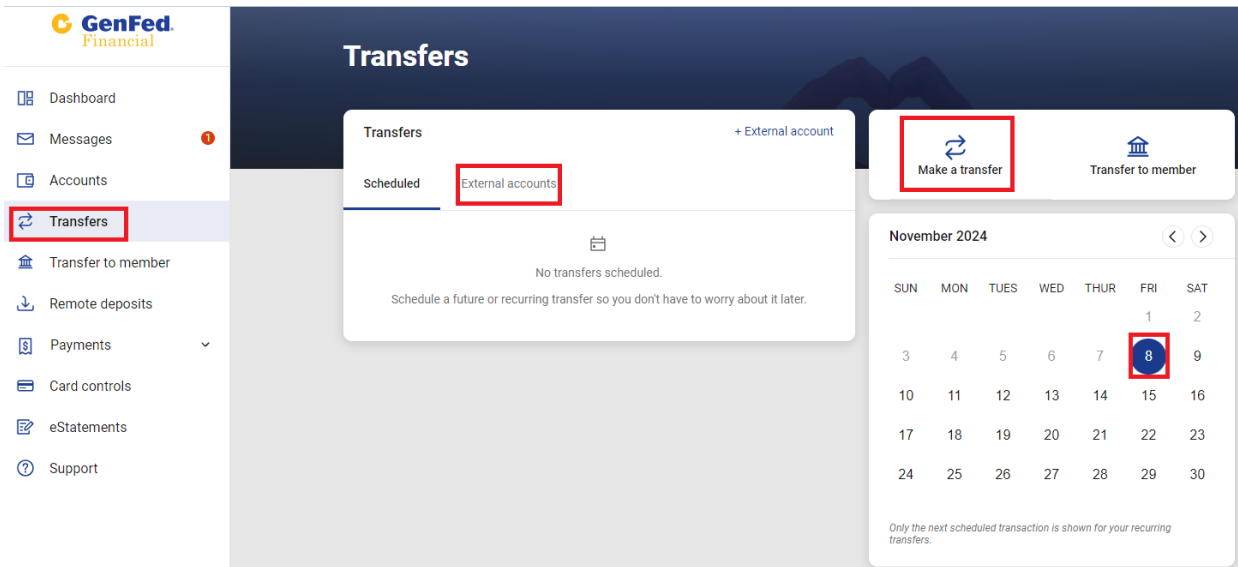 GenFed.
Financial
Dashboard
Messages
1
Accounts
Transfers
Transfer to member
Remote deposits
Payments
Card controls
eStatements
Support
Transfers
Transfers
+ External account
Scheduled
External accounts
No transfers scheduled.
Schedule a future or recurring transfer so you don't have to worry about it later.
Make a transfer
Transfer to member
November 2024
SUN MON TUES WED THUR FRI SAT
1 2
3 4 5 6 7 8 9
10 11 12 13 14 15 16
17 18 19 20 21 22 23
24 25 26 27 28 29 30
Only the next scheduled transaction is shown for your recurring
transfers.